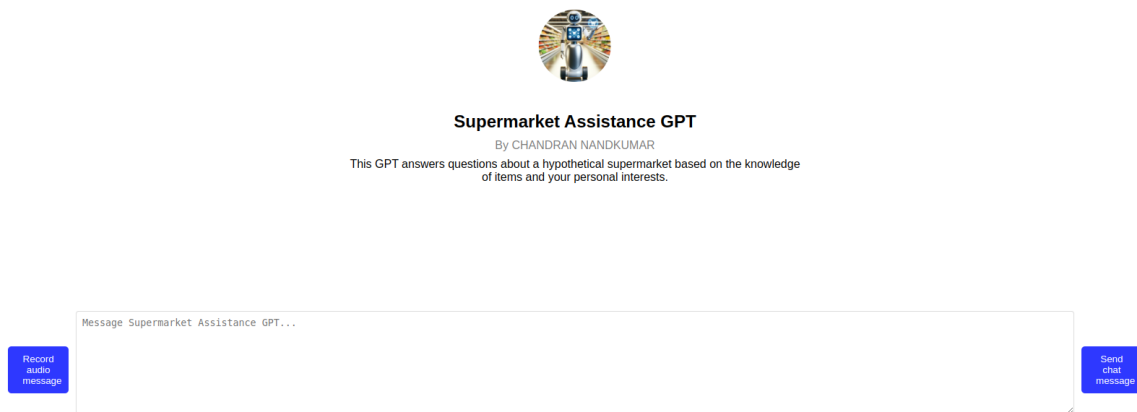 Supermarket Assistance GPT
By CHANDRAN NANDKUMAR
This GPT answers questions about a hypothetical supermarket based on the knowledge
of items and your personal interests.
Message Supermarket Assistance GPT...
Record
audio
message
Send
chat
message